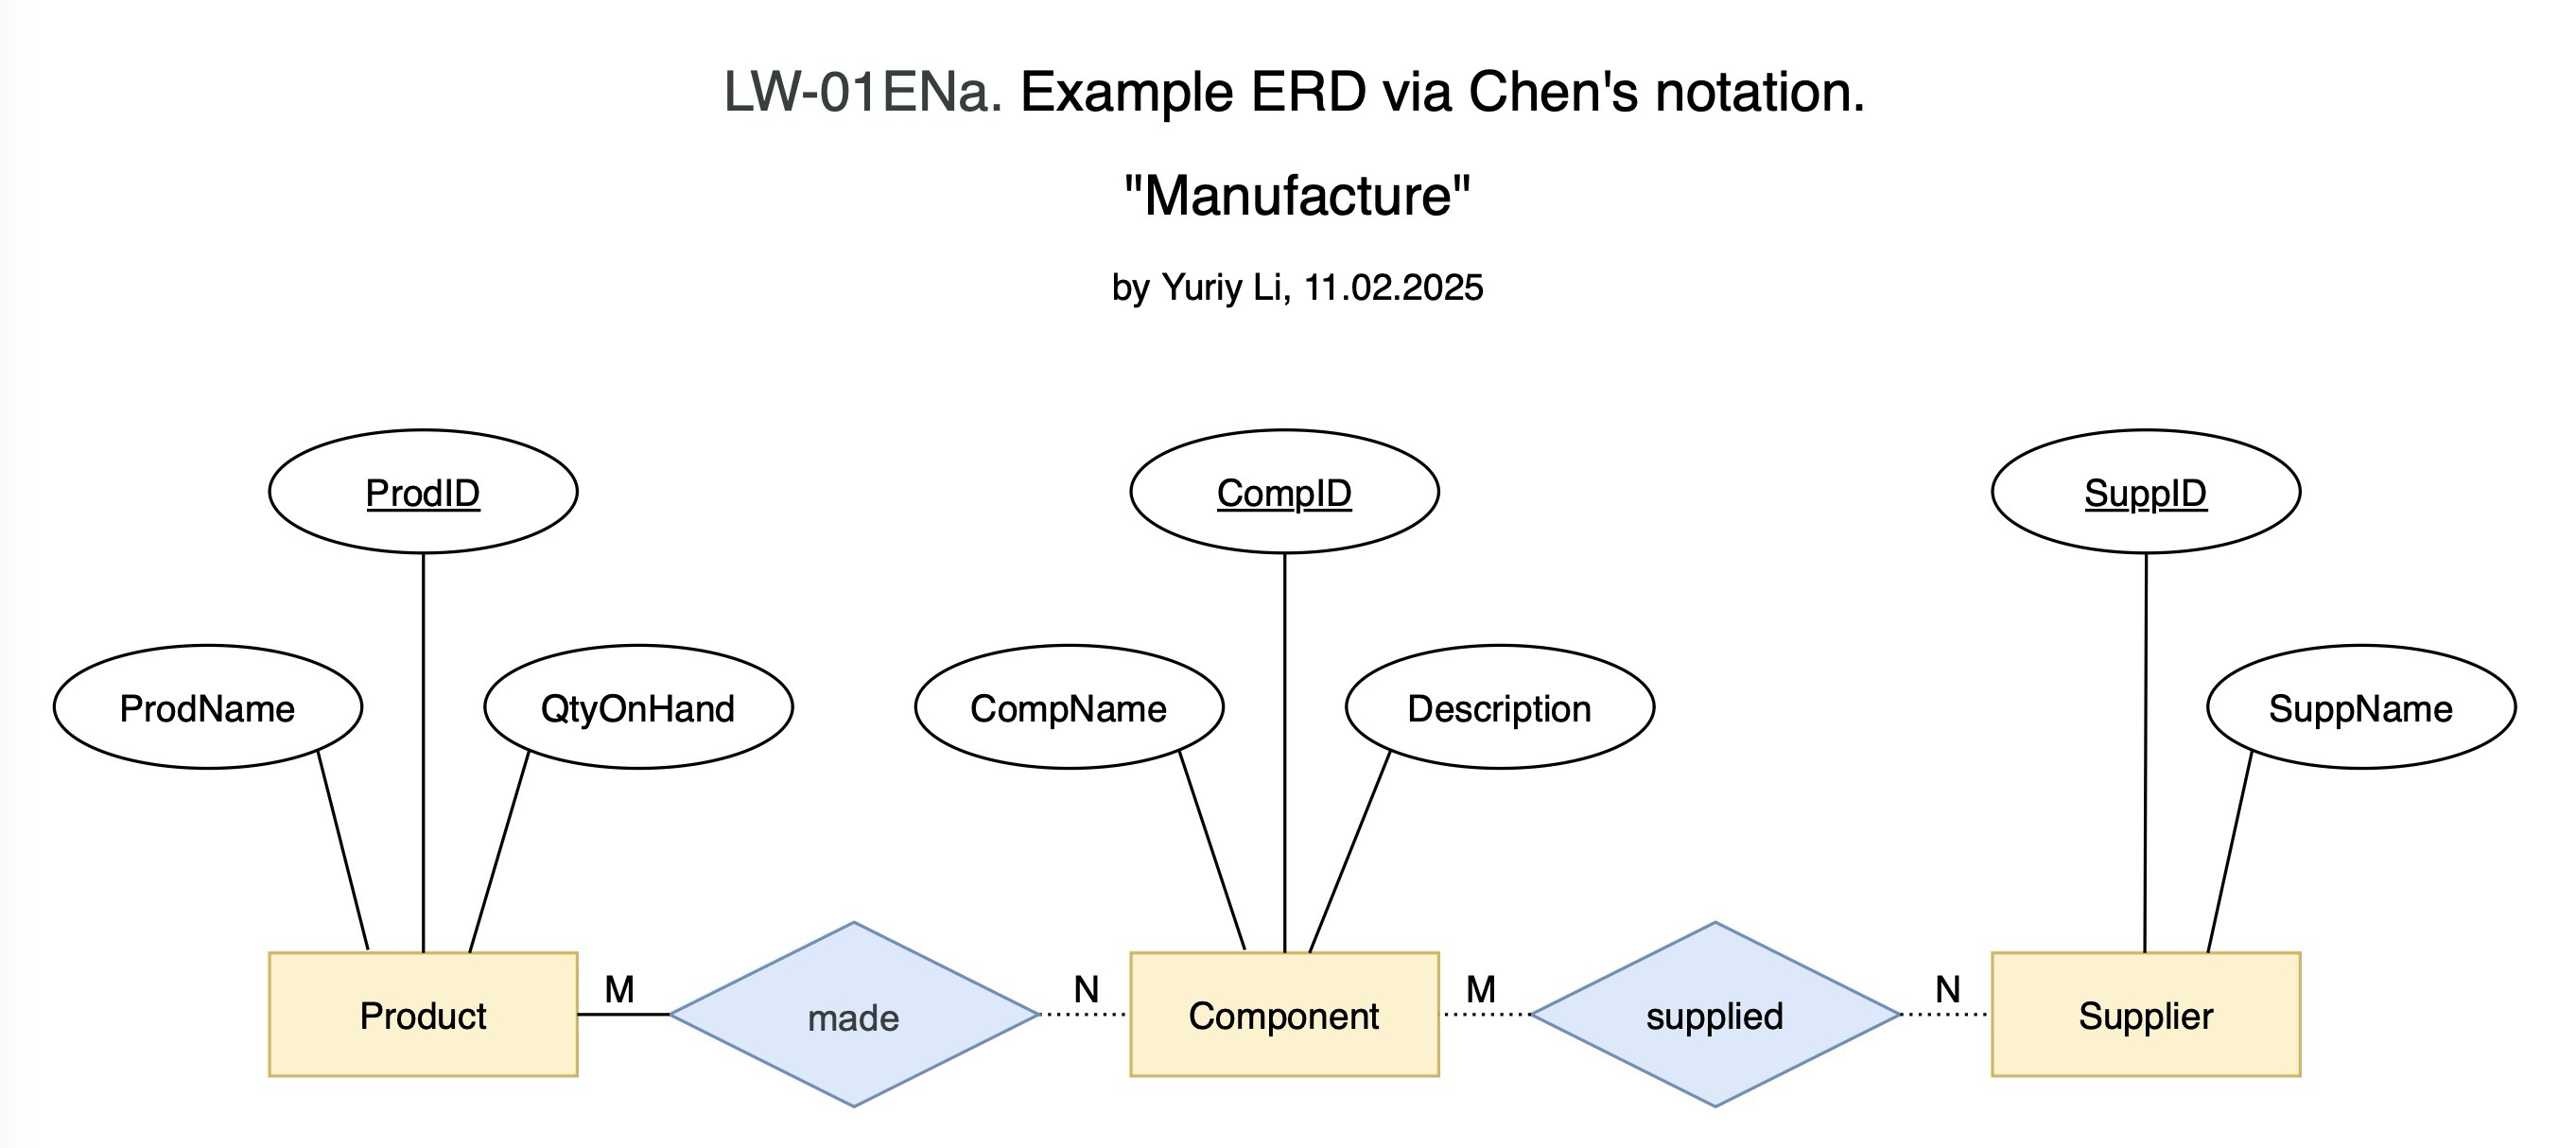 LW-01ENa. Example ERD via Chen's notation.
"Manufacture"
by Yuriy Li, 11.02.2025
ProdID
CompID
SuppID
ProdName
QtyOnHand
CompName
Description
SuppName
Product
M
made
N
Component
M
supplied
N
Supplier